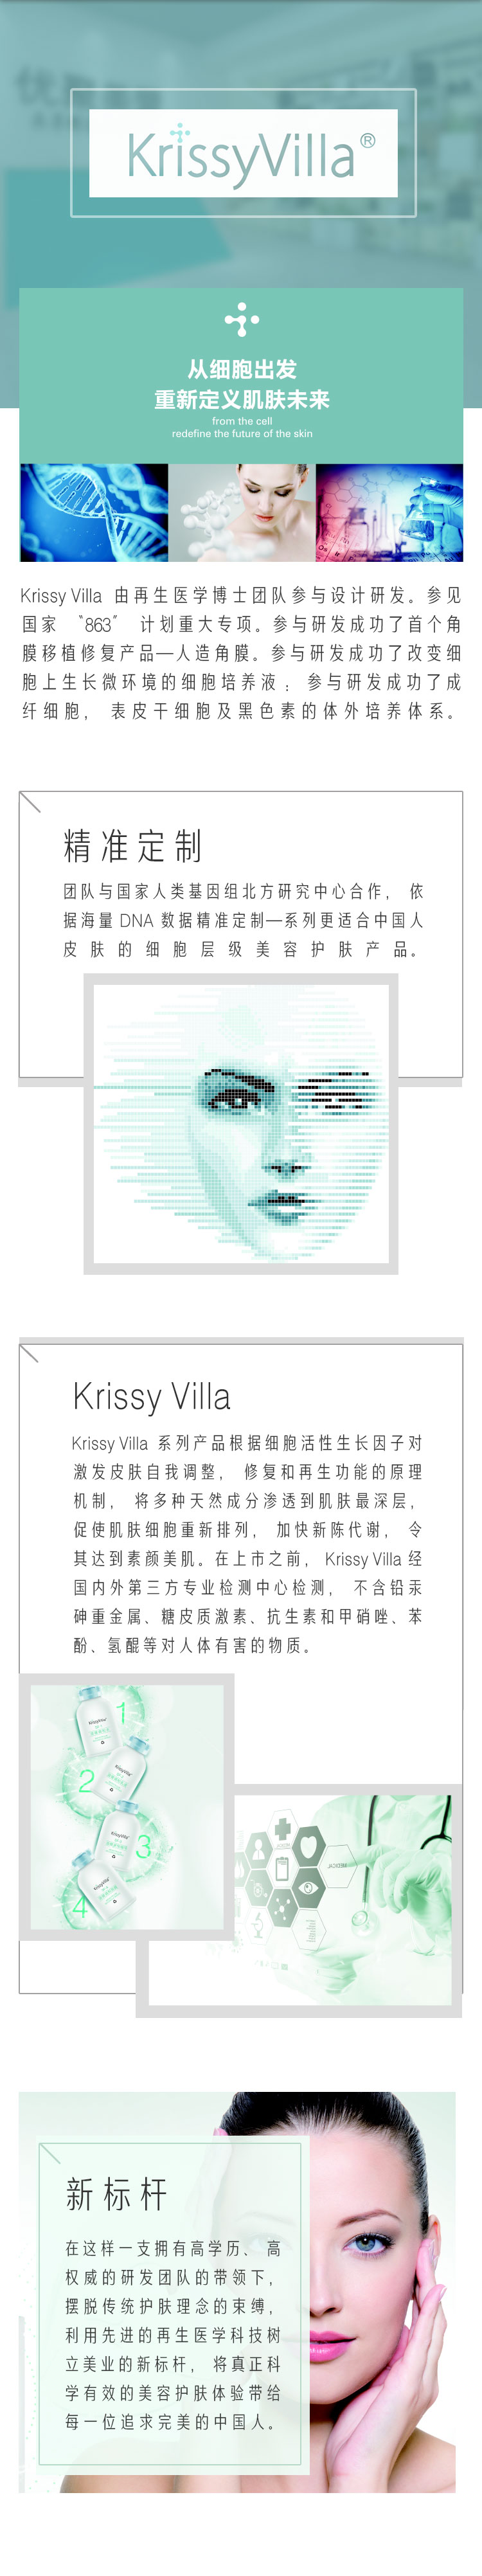 KrissyVilla®
从细胞出发
重新定义肌肤未来
from the cell
redefine the future of the skin
Krissy Villa 由再生医学博士团队参与设计研发。参见
国家“863”计划重大专项。参与研发成功了首个角
膜移植修复产品—人造角膜。参与研发成功了改变细
胞上生长微环境的细胞培养液；参与研发成功了成
纤细胞，表皮干细胞及黑色素的体外培养体系。
精准定制
团队与国家人类基因组北方研究中心合作，依
据海量 DNA 数据精准定制—系列更适合中国人
皮肤的细胞层级美容护肤产品。
Krissy Villa
Krissy Villa 系列产品根据细胞活性生长因子对
激发皮肤自我调整，修复和再生功能的原理
机制，将多种天然成分渗透到肌肤最深层，
促使肌肤细胞重新排列，加快新陈代谢，令
其达到素颜美肌。在上市之前，Krissy Villa 经
国内外第三方专业检测中心检测，不含铅汞
砷重金属、糖皮质激素、抗生素和甲硝唑、苯
酚、氢醌等对人体有害的物质。
1
KrissyVilla
2
KrissyVilla
KrissyVilla
3
KrissyVilla
4
MEDICAL
新标杆
在这样一支拥有高学历、高
权威的研发团队的带领下，
摆脱传统护肤理念的束缚，
利用先进的再生医学科技树
立美业的新标杆，将真正科
学有效的美容护肤体验带给
每一位追求完美的中国人。